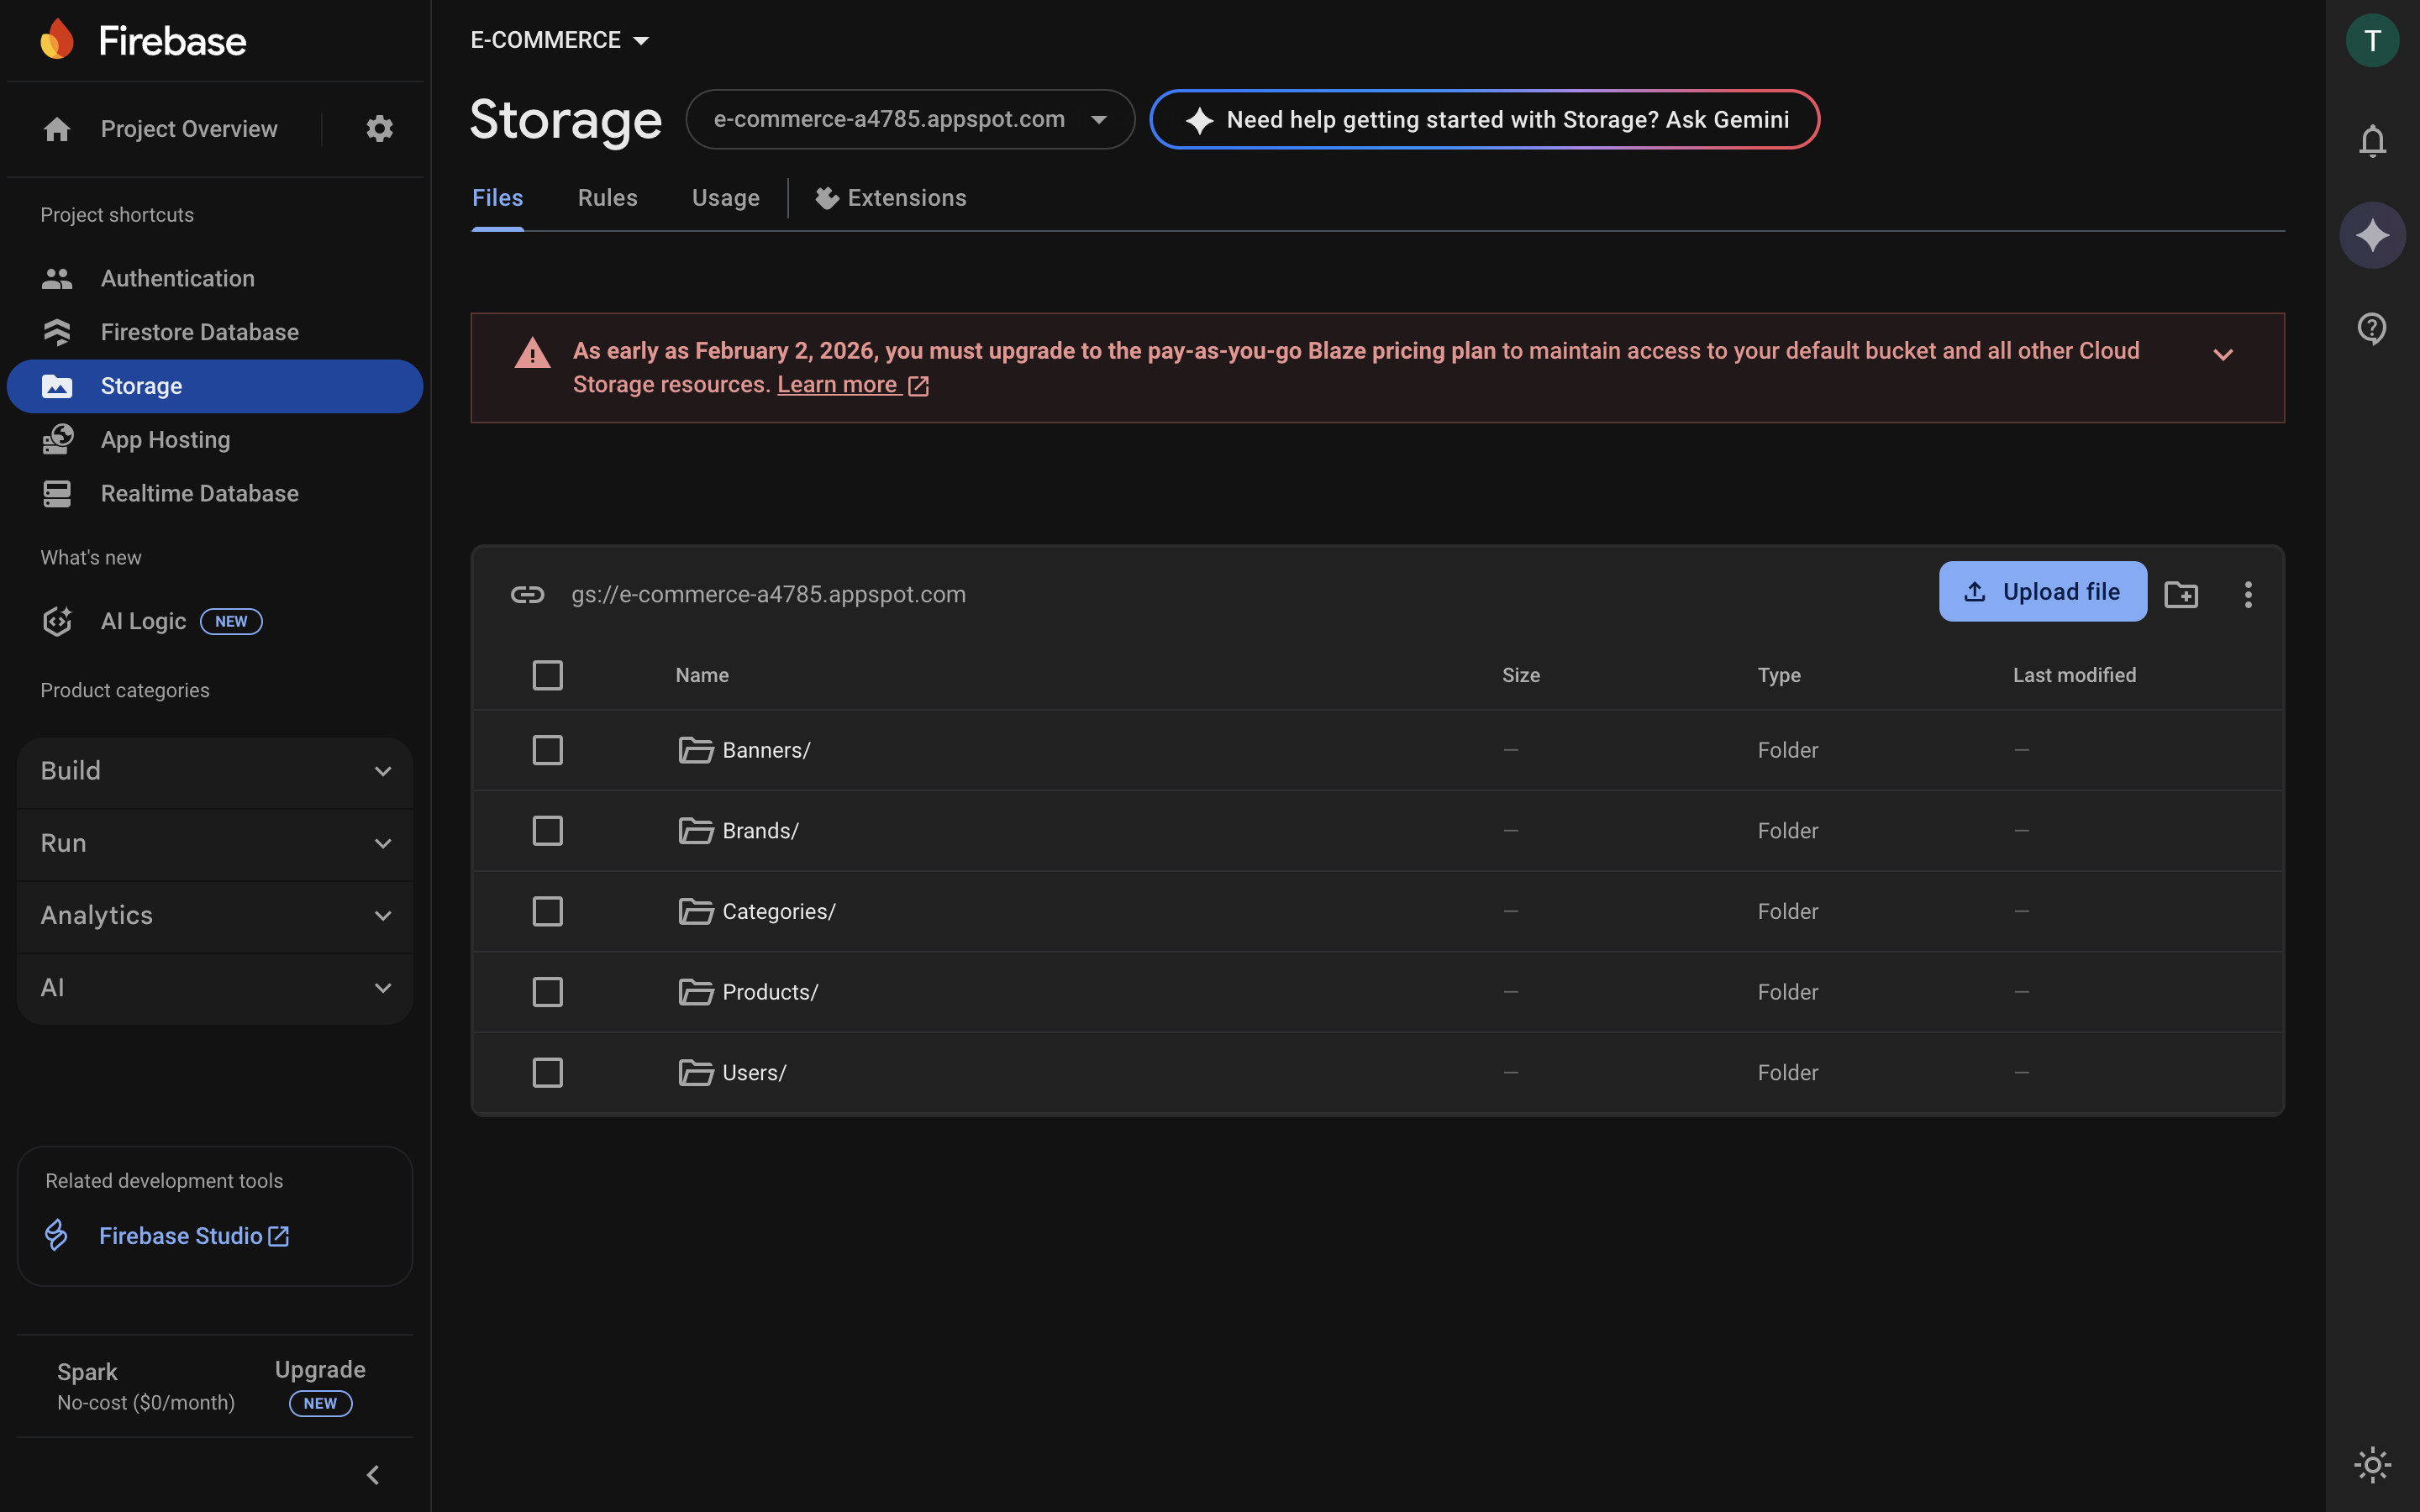 Firebase
Project Overview
Project shortcuts
Authentication
Firestore Database
Storage
App Hosting
Realtime Database
What's new
AI Logic NEW
Product categories
Build
Run
Analytics
AI
Related development tools
Firebase Studio
Spark
No-cost ($0/month)
Upgrade
NEW
E-COMMERCE
Storage
e-commerce-a4785.appspot.com
Need help getting started with Storage? Ask Gemini
Files Rules Usage Extensions
As early as February 2, 2026, you must upgrade to the pay-as-you-go Blaze pricing plan to maintain access to your default bucket and all other Cloud
Storage resources. Learn more
gs://e-commerce-a4785.appspot.com
Upload file
Name Size Type Last modified
Banners/ — Folder —
Brands/ — Folder —
Categories/ — Folder —
Products/ — Folder —
Users/ — Folder —
T